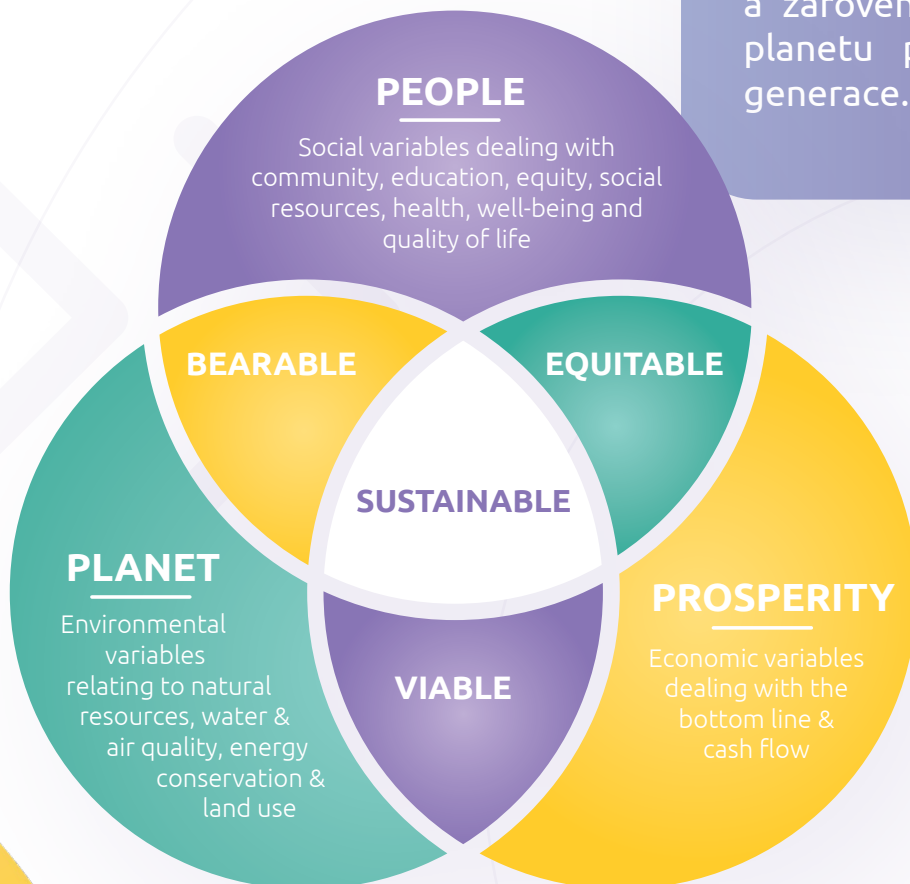 a zároveň
planetu
generace.
PEOPLE
Social variables dealing with
community, education, equity, social
resources, health, well-being and
quality of life
BEARABLE
EQUITABLE
SUSTAINABLE
PLANET
Environmental
variables
relating to natural
resources, water &
air quality, energy
conservation &
land use
VIABLE
PROSPERITY
Economic variables
dealing with the
bottom line &
cash flow